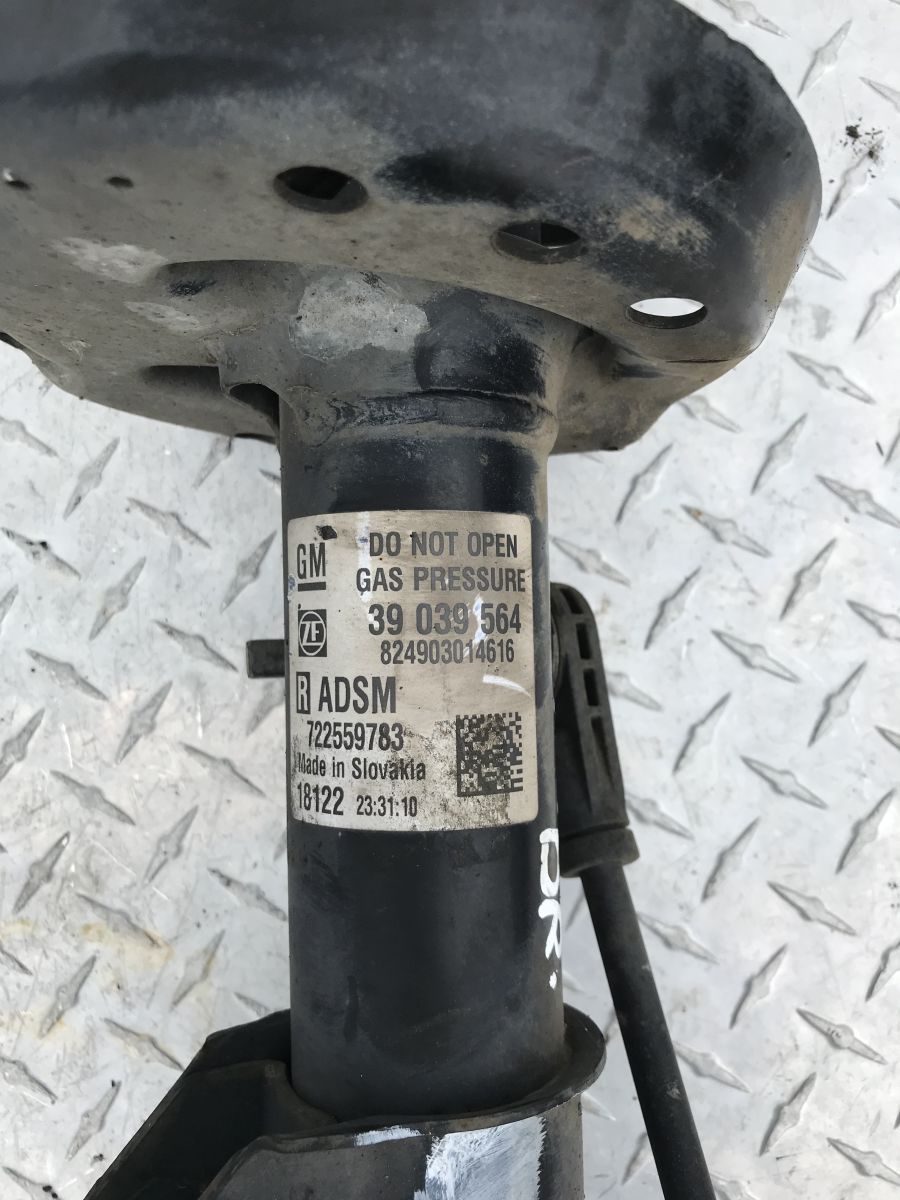 GM DO NOT OPEN
GAS PRESSURE
ZF 39 039 564
824903014616
R ADSM
722559783
Made in Slovakia
18122 23:31:10
DR.